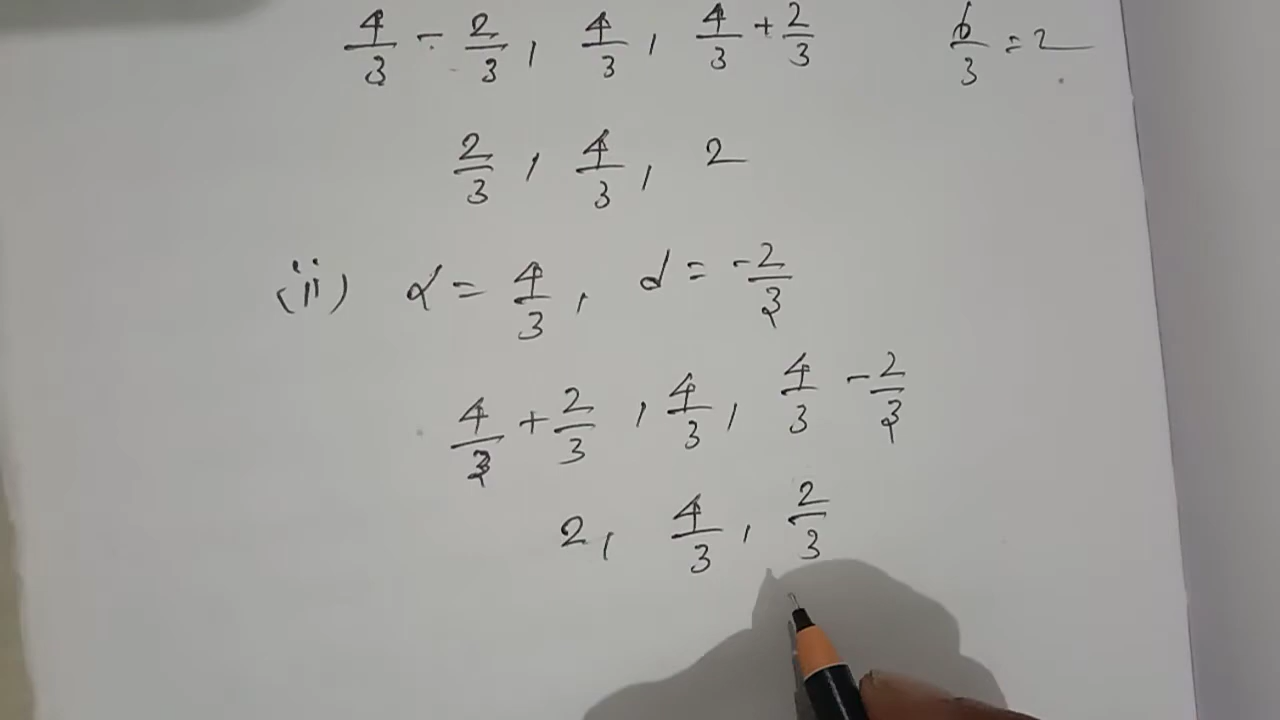 4/3 - 2/3, 4/3, 4/3 + 2/3   6/3 = 2
2/3, 4/3, 2
(ii) α = 4/3, d = -2/3
4/3 + 2/3, 4/3, 4/3 - 2/3
2, 4/3, 2/3